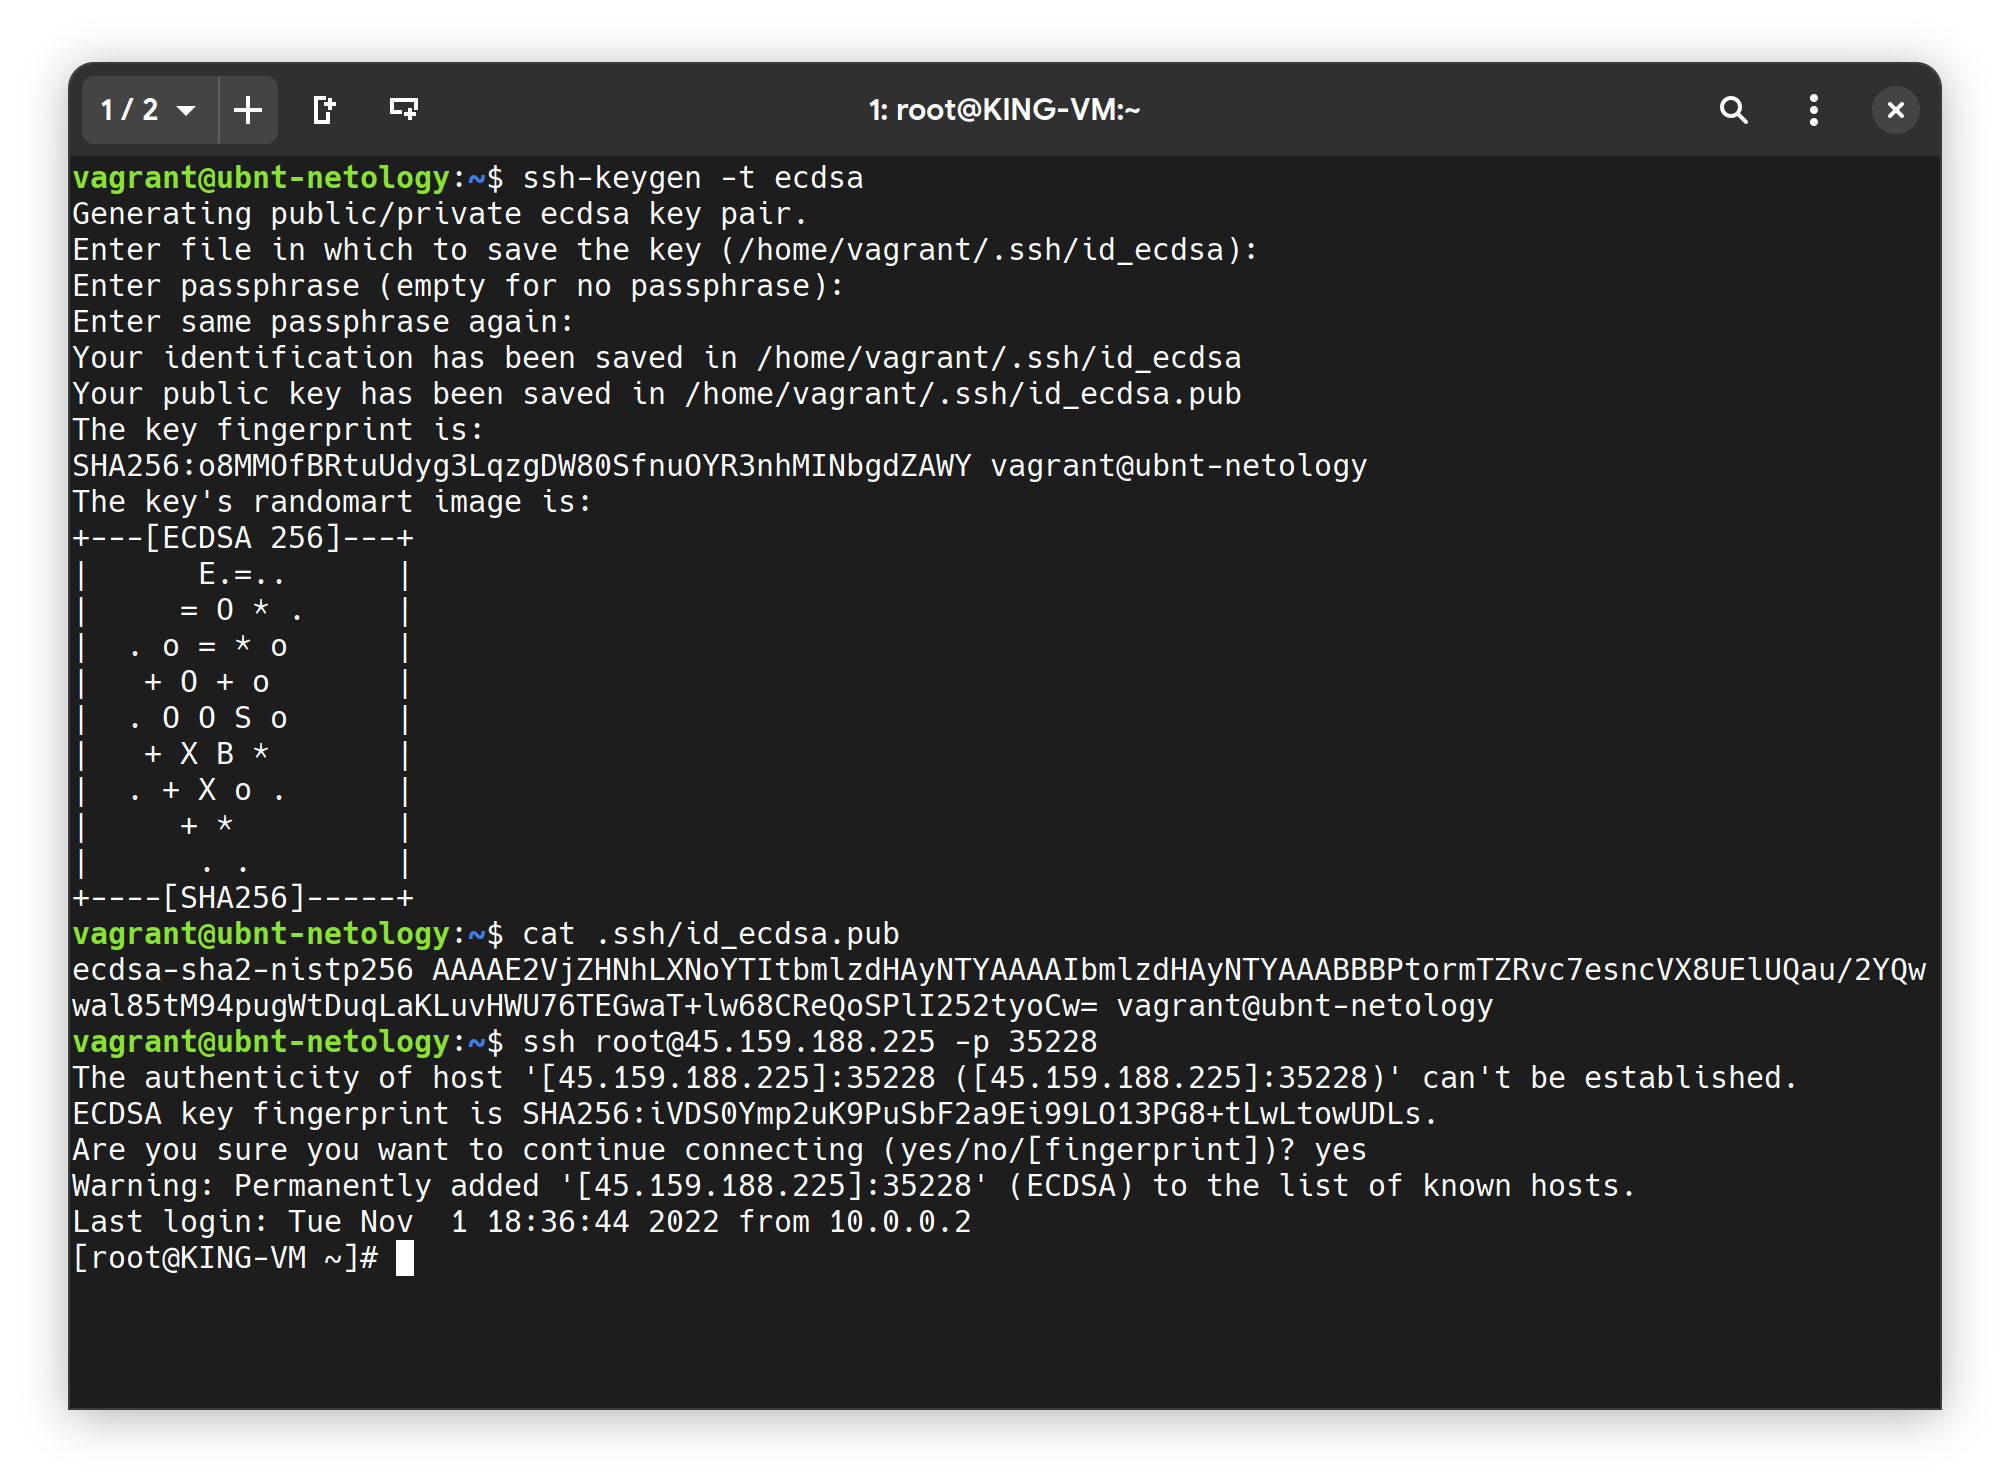 1 / 2
1: root@KING-VM:~
vagrant@ubnt-netology:~$ ssh-keygen -t ecdsa
Generating public/private ecdsa key pair.
Enter file in which to save the key (/home/vagrant/.ssh/id_ecdsa):
Enter passphrase (empty for no passphrase):
Enter same passphrase again:
Your identification has been saved in /home/vagrant/.ssh/id_ecdsa
Your public key has been saved in /home/vagrant/.ssh/id_ecdsa.pub
The key fingerprint is:
SHA256:o8MMOfBRtuUdyg3LqzgDW80SfnuOYR3nhMINbgdZAWY vagrant@ubnt-netology
The key's randomart image is:
+---[ECDSA 256]---+
|      E.=..      |
|     = O * .     |
|  . o = * o      |
|   + O + o       |
|  . O O S o      |
|   + X B *       |
|  . + X o .      |
|     + *         |
|      . .        |
+----[SHA256]-----+
vagrant@ubnt-netology:~$ cat .ssh/id_ecdsa.pub
ecdsa-sha2-nistp256 AAAAE2VjZHNhLXNoYTItbmlzdHAyNTYAAAAIbmlzdHAyNTYAAABBBPtormTZRvc7esncVX8UElUQau/2YQw
wal85tM94pugWtDuqLaKLuvHWU76TEGwaT+lw68CReQoSPlI252tyoCw= vagrant@ubnt-netology
vagrant@ubnt-netology:~$ ssh root@45.159.188.225 -p 35228
The authenticity of host '[45.159.188.225]:35228 ([45.159.188.225]:35228)' can't be established.
ECDSA key fingerprint is SHA256:iVDS0Ymp2uK9PuSbF2a9Ei99LO13PG8+tLwLtowUDLs.
Are you sure you want to continue connecting (yes/no/[fingerprint])? yes
Warning: Permanently added '[45.159.188.225]:35228' (ECDSA) to the list of known hosts.
Last login: Tue Nov  1 18:36:44 2022 from 10.0.0.2
[root@KING-VM ~]#